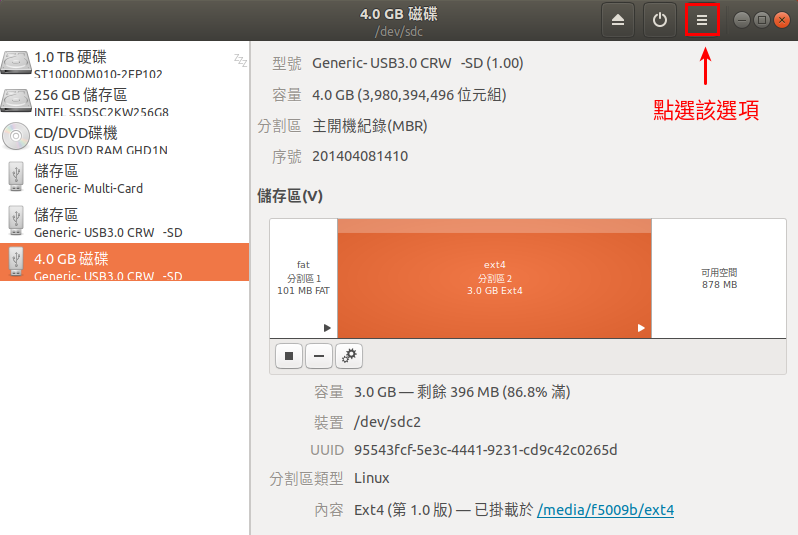 4.0 GB 磁碟
/dev/sdc
點選該選項
1.0 TB 硬碟
ST1000DM010-2EP102
256 GB 儲存區
INTEL SSDSC2KW256G8
CD/DVD碟機
ASUS DVD RAM GHD1N
儲存區
Generic- Multi-Card
儲存區
Generic- USB3.0 CRW -SD
4.0 GB 磁碟
Generic- USB3.0 CRW -SD
型號 Generic- USB3.0 CRW -SD (1.00)
容量 4.0 GB (3,980,394,496 位元組)
分割區 主開機紀錄(MBR)
序號 201404081410
儲存區(V)
fat
分割區 1
101 MB FAT
ext4
分割區 2
3.0 GB Ext4
可用空間
878 MB
容量 3.0 GB — 剩餘 396 MB (86.8% 滿)
裝置 /dev/sdc2
UUID 95543fcf-5e3c-4441-9231-cd9c42c0265d
分割區類型 Linux
內容 Ext4 (第 1.0 版) — 已掛載於 /media/f5009b/ext4